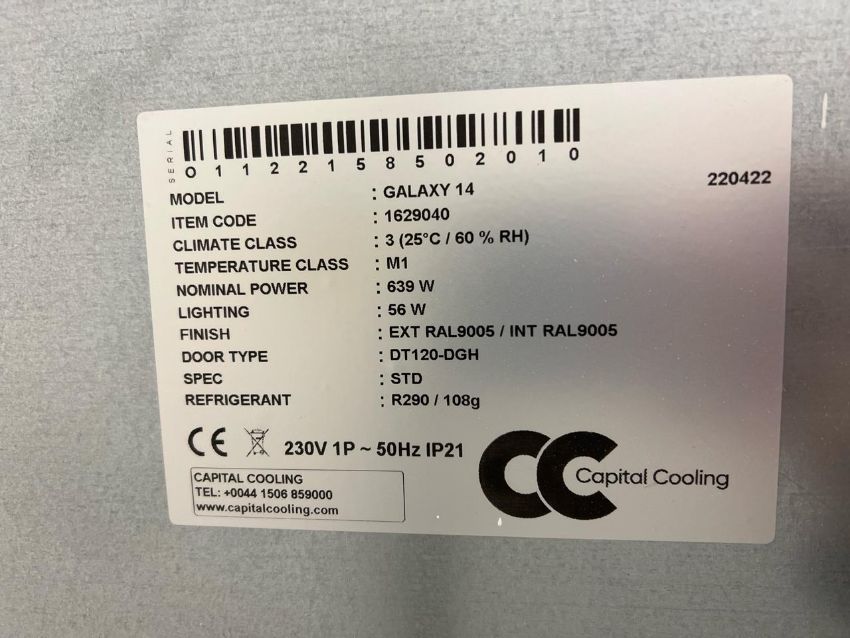 SERIAL
0112215850 2010
220422
MODEL : GALAXY 14
ITEM CODE : 1629040
CLIMATE CLASS : 3 (25°C / 60 % RH)
TEMPERATURE CLASS : M1
NOMINAL POWER : 639 W
LIGHTING : 56 W
FINISH : EXT RAL9005 / INT RAL9005
DOOR TYPE : DT120-DGH
SPEC : STD
REFRIGERANT : R290 / 108g
CE 230V 1P ~ 50Hz IP21
CC Capital Cooling
CAPITAL COOLING
TEL: +0044 1506 859000
www.capitalcooling.com